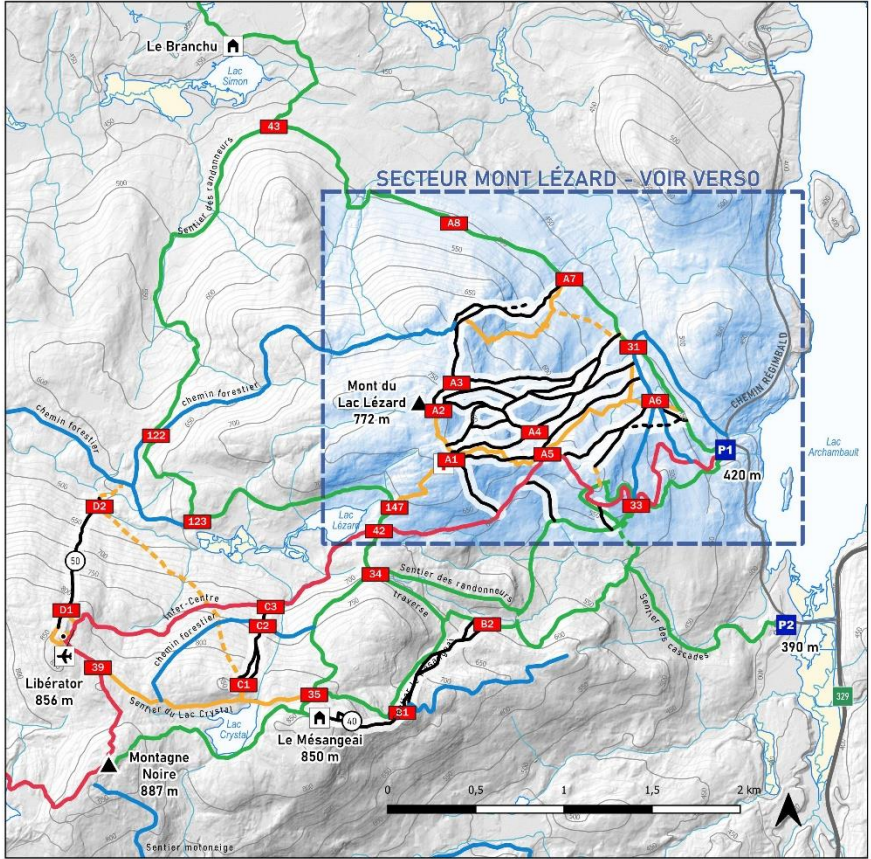 Le Branchu
Lac
Simon
43
SECTEUR MONT LÉZARD - VOIR VERSO
Sentier des randonneurs
A8
A7
31
CHEMIN RÉGIMBALD
chemin forestier
A3
Mont du
Lac Lézard
772 m
A2
A6
chemin forestier
122
A4
A1
A5
P1
420 m
Lac
Archambault
D2
123
147
Lac
Lézard
33
42
50
34
Sentier des randonneurs
traverse
D1
Inter-Centre
C3
C2
B2
P2
390 m
chemin forestier
Sentier des cascades
39
Libérator
856 m
C1
35
Sentier du Lac Crystal
B1
329
Lac
Crystal
40
Le Mésangeai
850 m
Montagne
Noire
887 m
0
0,5
1
1,5
2 km
Sentier motoneige